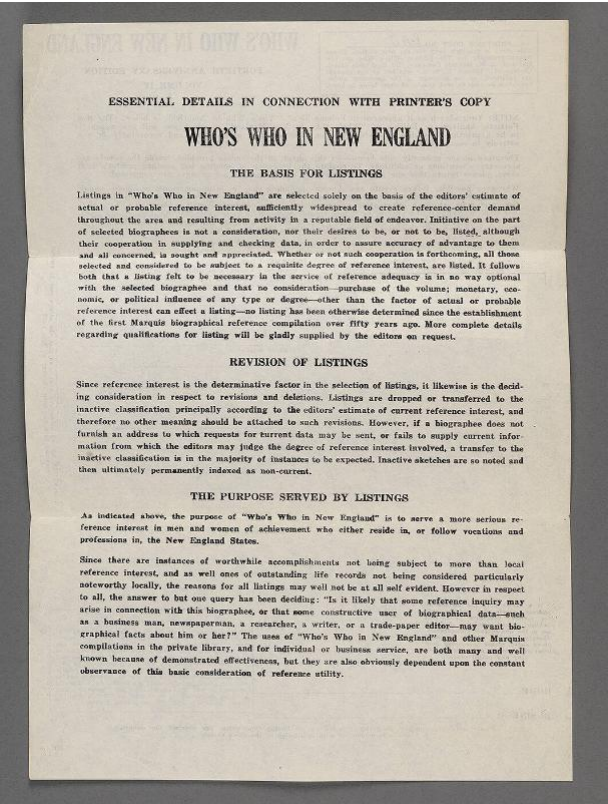 ESSENTIAL DETAILS IN CONNECTION WITH PRINTER'S COPY
WHO'S WHO IN NEW ENGLAND
THE BASIS FOR LISTINGS
Listings in "Who's Who in New England" are selected solely on the basis of the editors' estimate of
actual or probable reference interest, sufficiently widespread to create reference-center demand
throughout the area and resulting from activity in a reputable field of endeavor. Initiative on the part
of selected biographees is not a consideration, nor their desires to be, or not to be, listed, although
their cooperation in supplying and checking data, in order to assure accuracy of advantage to them
and all concerned, is sought and appreciated. Whether or not such cooperation is forthcoming, all those
selected and considered to be subject to a requisite degree of reference interest, are listed. It follows
both that a listing felt to be necessary in the service of reference adequacy is in no way optional
with the selected biographee and that no consideration—purchase of the volume; monetary, eco-
nomic, or political influence of any type or degree—other than the factor of actual or probable
reference interest can effect a listing—no listing has been otherwise determined since the establishment
of the first Marquis biographical reference compilation over fifty years ago. More complete details
regarding qualifications for listing will be gladly supplied by the editors on request.
REVISION OF LISTINGS
Since reference interest is the determinative factor in the selection of listings, it likewise is the decid-
ing consideration in respect to revisions and deletions. Listings are dropped or transferred to the
inactive classification principally according to the editors' estimate of current reference interest, and
therefore no other meaning should be attached to such revisions. However, if a biographee does not
furnish an address to which requests for current data may be sent, or fails to supply current infor-
mation from which the editors may judge the degree of reference interest involved, a transfer to the
inactive classification is in the majority of instances to be expected. Inactive sketches are so noted and
then ultimately permanently indexed as non-current.
THE PURPOSE SERVED BY LISTINGS
As indicated above, the purpose of "Who's Who in New England" is to serve a more serious re-
ference interest in men and women of achievement who either reside in, or follow vocations and
professions in, the New England States.
Since there are instances of worthwhile accomplishments not being subject to more than local
reference interest, and as well ones of outstanding life records not being considered particularly
noteworthy locally, the reasons for all listings may well not be at all self evident. However in respect
to all, the answer to but one query has been deciding: "Is it likely that some reference inquiry may
arise in connection with this biographee, or that some constructive user of biographical data—such
as a business man, newspaperman, a researcher, a writer, or a trade-paper editor—may want bio-
graphical facts about him or her?" The uses of "Who's Who in New England" and other Marquis
compilations in the private library, and for individual or business service, are both many and well
known because of demonstrated effectiveness, but they are also obviously dependent upon the constant
observance of this basic consideration of reference utility.